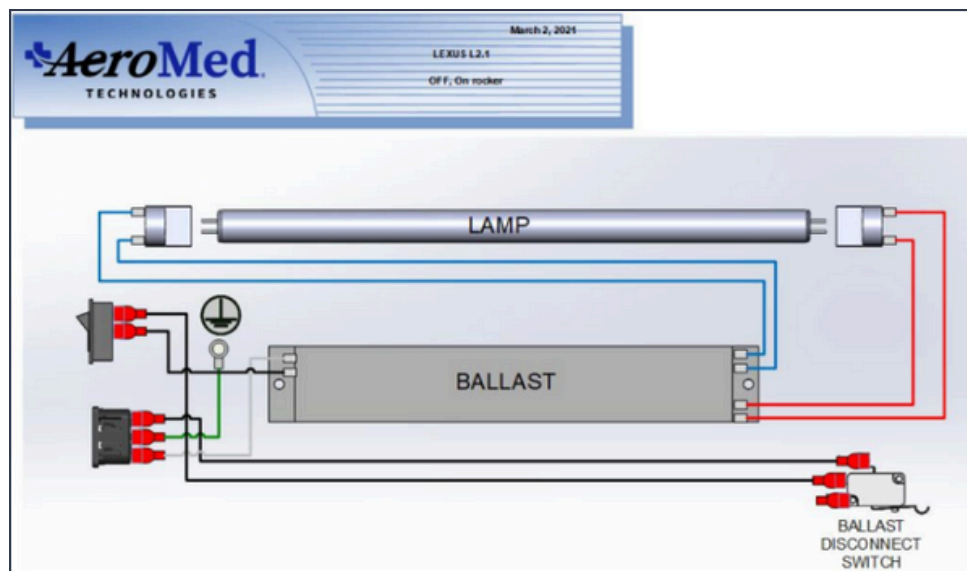 March 2, 2021
AeroMed
TECHNOLOGIES
LEXUS L2.1
OFF, On rocker
LAMP
BALLAST
BALLAST
DISCONNECT
SWITCH